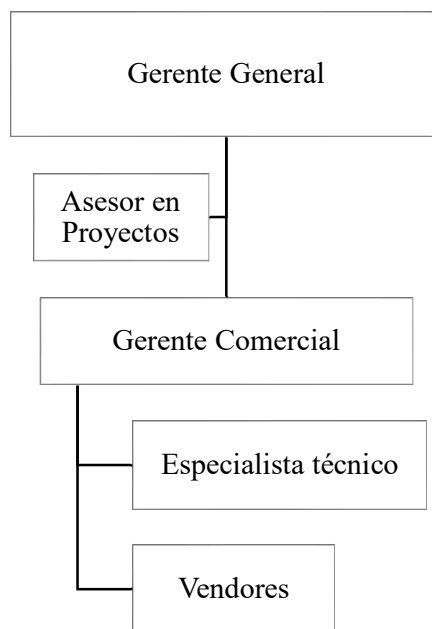 Gerente General
Asesor en
Proyectos
Gerente Comercial
Especialista técnico
Vendores